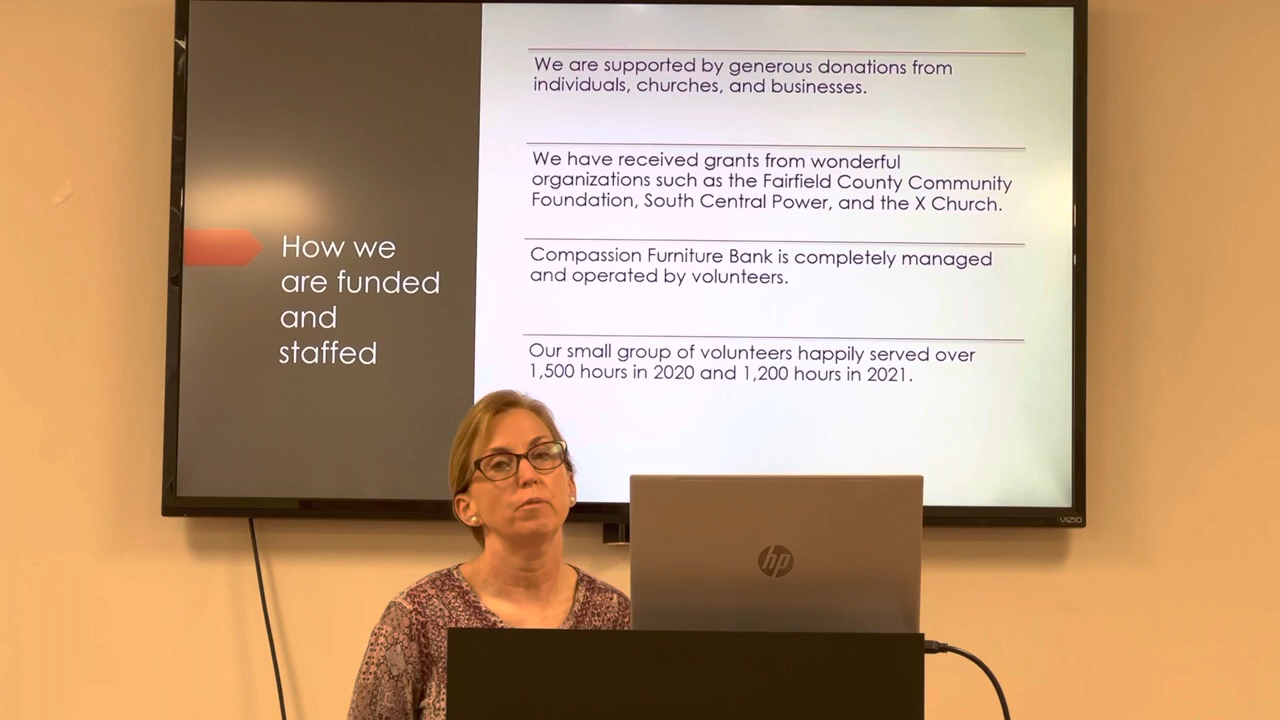 How we
are funded
and
staffed
We are supported by generous donations from
individuals, churches, and businesses.
We have received grants from wonderful
organizations such as the Fairfield County Community
Foundation, South Central Power, and the X Church.
Compassion Furniture Bank is completely managed
and operated by volunteers.
Our small group of volunteers happily served over
1,500 hours in 2020 and 1,200 hours in 2021.
VIZIO
hp